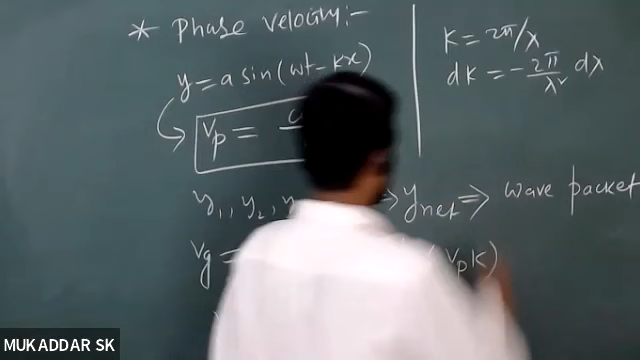 * Phase velocity:-
y = a sin(ωt - kx)
Vp =
y1, y2, → ynet ⇒ wave packet
Vg = (Vpk)
k = 2π/λ
dk = - 2π/λ² dλ
MUKADDAR SK